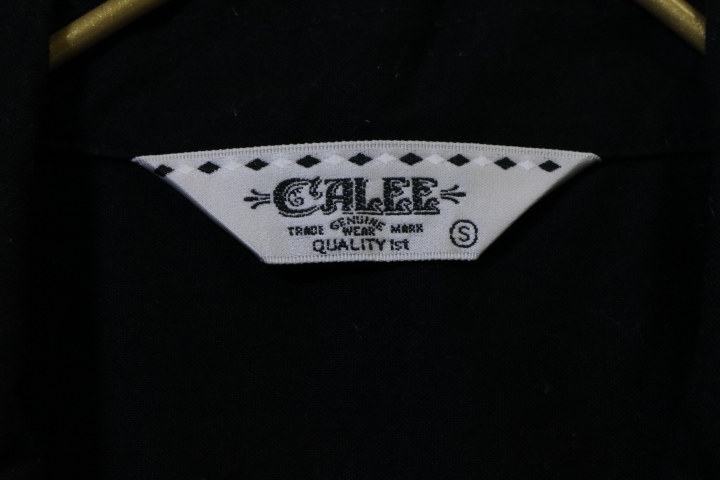 CALEE
GENUINE
TRADE WEAR MARK
QUALITY 1st
S